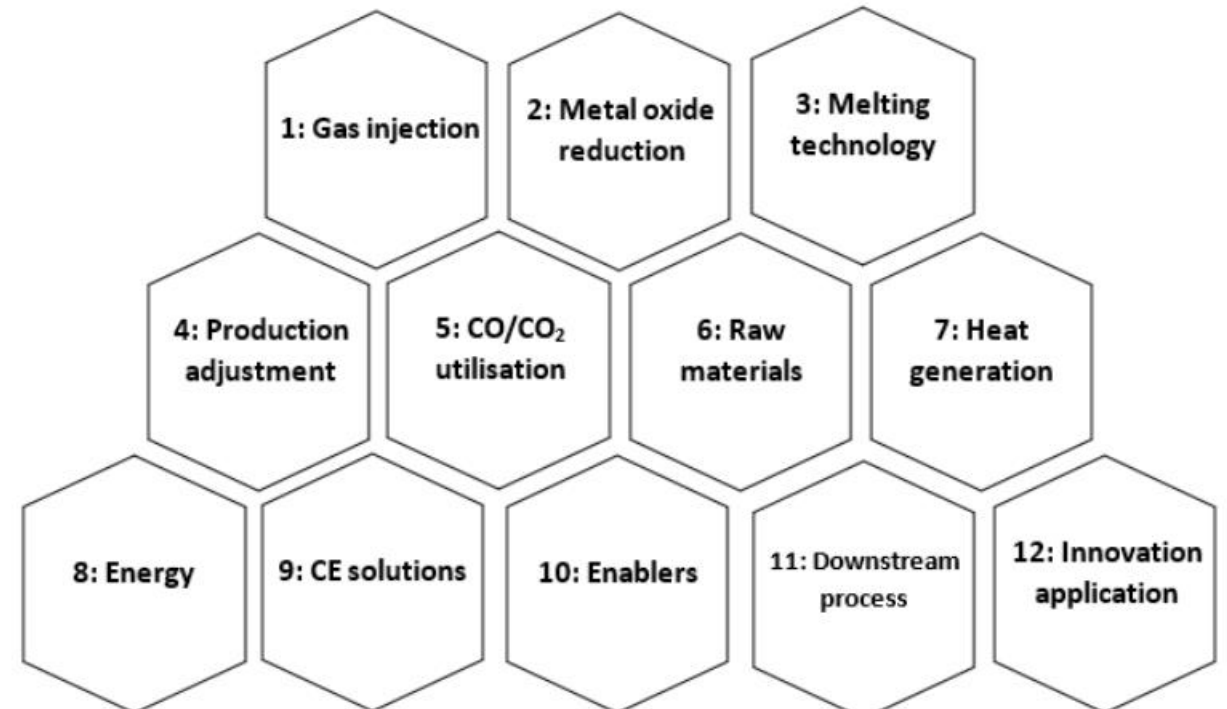 1: Gas injection
2: Metal oxide
reduction
3: Melting
technology
4: Production
adjustment
5: CO/CO₂
utilisation
6: Raw
materials
7: Heat
generation
8: Energy
9: CE solutions
10: Enablers
11: Downstream
process
12: Innovation
application